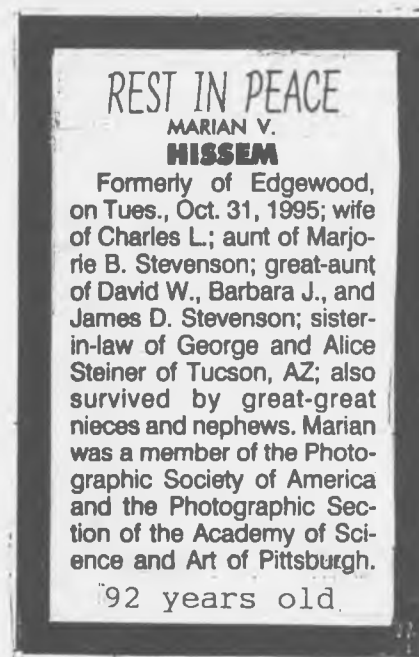 REST IN PEACE
MARIAN V.
HISSEM
Formerly of Edgewood,
on Tues., Oct. 31, 1995; wife
of Charles L.; aunt of Marjo-
rie B. Stevenson; great-aunt
of David W., Barbara J., and
James D. Stevenson; sister-
in-law of George and Alice
Steiner of Tucson, AZ; also
survived by great-great
nieces and nephews. Marian
was a member of the Photo-
graphic Society of America
and the Photographic Sec-
tion of the Academy of Sci-
ence and Art of Pittsburgh.
92 years old